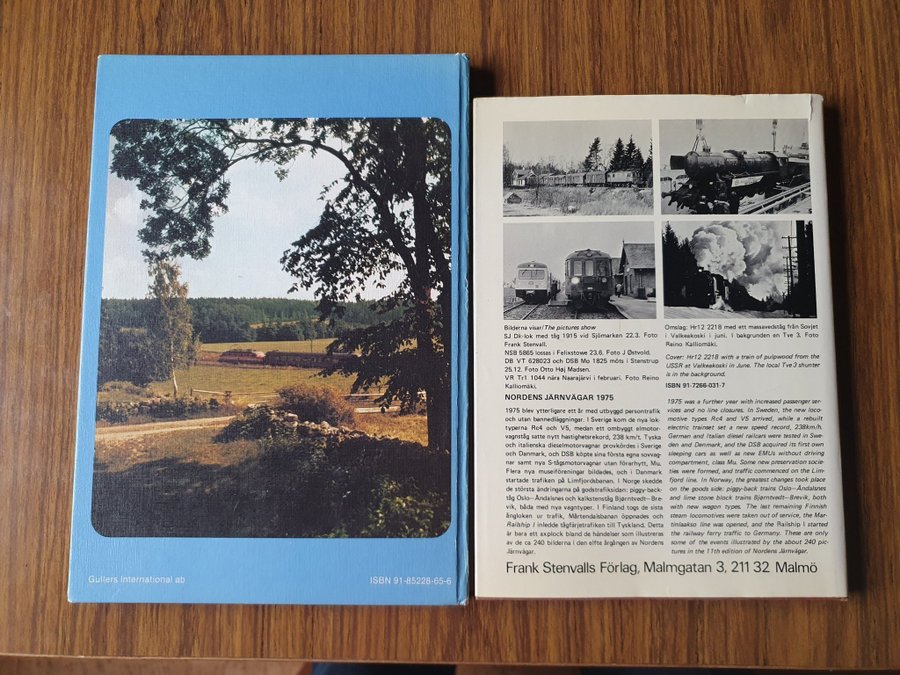 Gullers International ab
ISBN 91-85228-65-6
Bilderna visar/The pictures show
SJ Dk-lok med tåg 1915 vid Sjömarken 22.3. Foto
Frank Stenvall.
NSB 5865 lossas i Felixstowe 23.6. Foto J Østvold.
DB VT 628023 och DSB Mo 1825 möts i Stenstrup
25.12. Foto Otto Høj Madsen.
VR Tr1 1044 nära Naarajärvi i februari. Foto Reino
Kalliomäki.
NORDENS JÄRNVÄGAR 1975
1975 blev ytterligare ett år med utbyggd persontrafik
och utan bannedläggningar. I Sverige kom de nya lok-
typerna Rc4 och V5, medan ett ombyggt elmotor-
vagnståg satte nytt hastighetsrekord, 238 km/t. Tyska
och italienska dieselmotorvagnar provkördes i Sverige
och Danmark, och DSB köpte sina första egna sovvag-
nar samt nya S-tågsmotorvagnar utan förarhytt, Mu.
Flera nya museiföreningar bildades, och i Danmark
startade trafiken på Limfjordsbanan. I Norge skedde
de största ändringarna på godstrafiksidan: piggy-back-
tåg Oslo–Åndalsnes och kalkstenståg Bjørntvedt–Bre-
vik, båda med nya vagntyper. I Finland togs de sista
ångloken ur trafik, Mårtensdalsbanan öppnades och
Railship I inledde tågfärjetrafiken till Tyskland. Detta
är bara ett axplock bland de händelser som illustreras
av de ca 240 bilderna i den elfte årgången av Nordens
Järnvägar.
Omslag: Hr12 2218 med ett massavedståg från Sovjet
i Valkeakoski i juni. I bakgrunden en Tve 3. Foto
Reino Kalliomäki.
Cover: Hr12 2218 with a train of pulpwood from the
USSR at Valkeakoski in June. The local Tve 3 shunter
is in the background.
ISBN 91-7266-031-7
1975 was a further year with increased passenger ser-
vices and no line closures. In Sweden, the new loco-
motive types Rc4 and V5 arrived, while a rebuilt
electric trainset set a new speed record, 238km/h.
German and Italian diesel railcars were tested in Swe-
den and Denmark, and the DSB acquired its first own
sleeping cars as well as new EMUs without driving
compartment, class Mu. Some new preservation socie-
ties were formed, and traffic commenced on the Lim-
fjord line. In Norway, the greatest changes took place
on the goods side: piggy-back trains Oslo–Åndalsnes
and lime stone block trains Bjørntvedt–Brevik, both
with new wagon types. The last remaining Finnish
steam locomotives were taken out of service, the Mar-
tinlaakso line was opened, and the Railship I started
the railway ferry traffic to Germany. These are only
some of the events illustrated by the about 240 pic-
tures in the 11th edition of Nordens Järnvägar.
Frank Stenvalls Förlag, Malmgatan 3, 211 32 Malmö